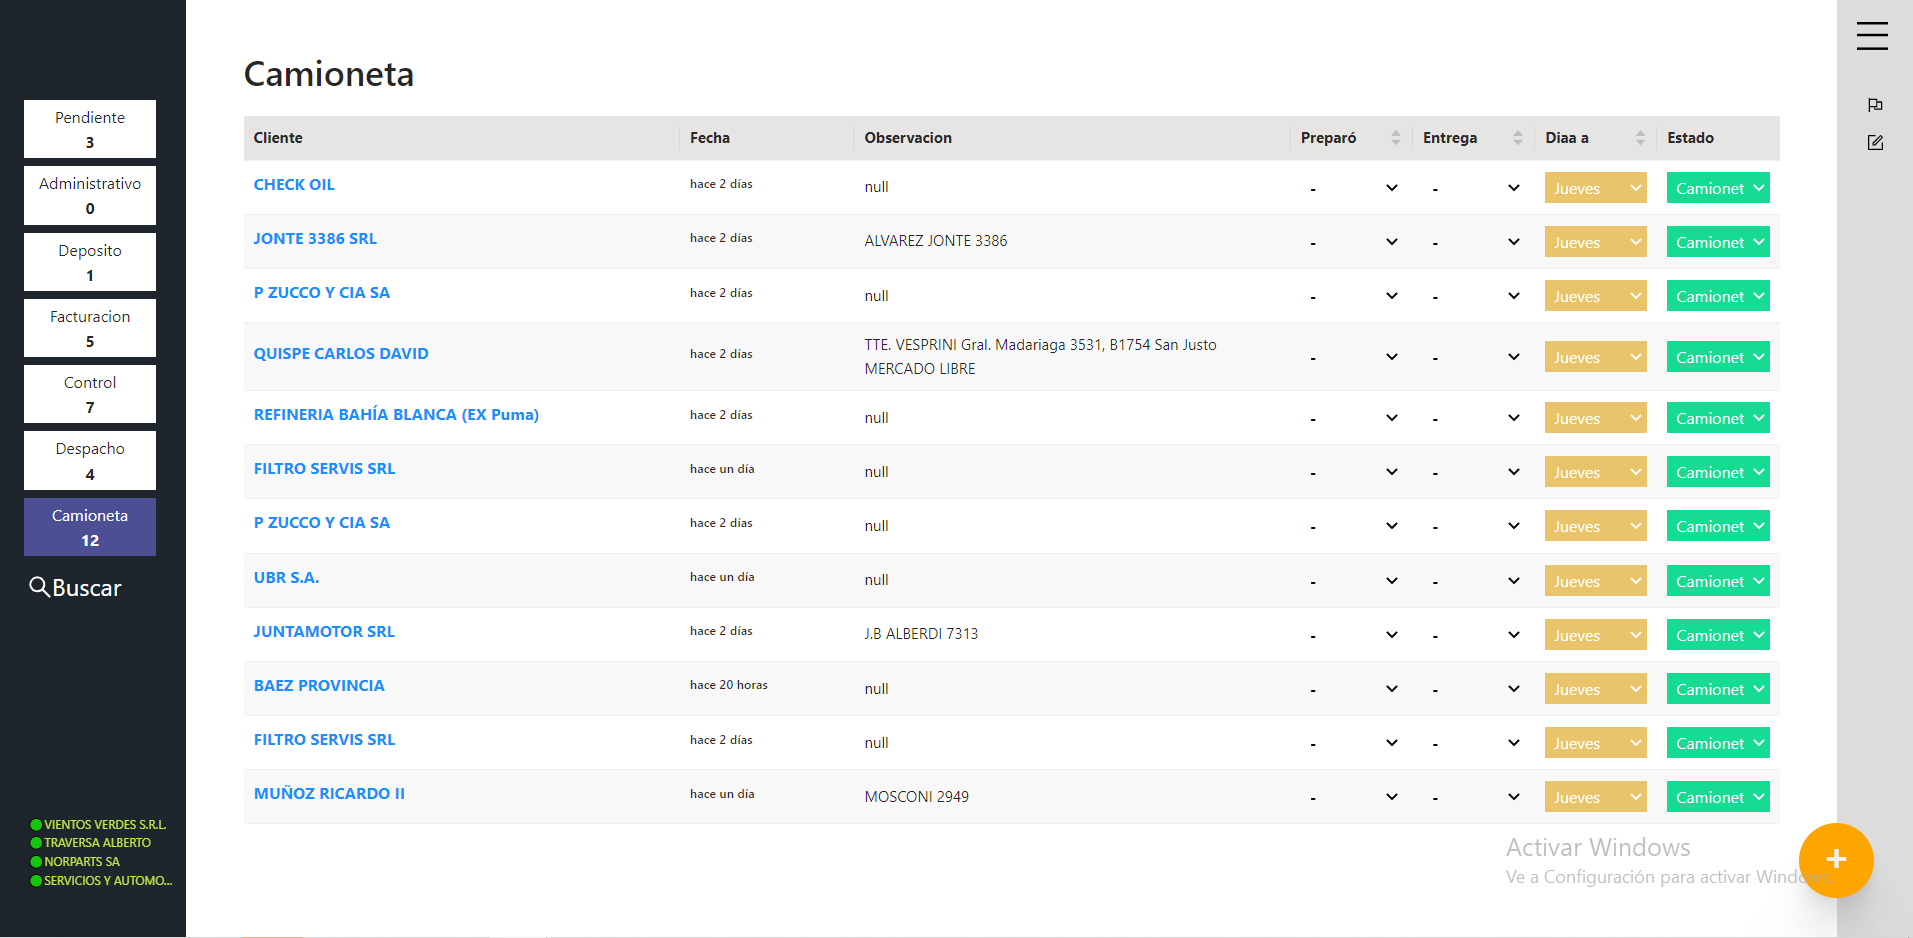 Pendiente
3
Administrativo
0
Deposito
1
Facturacion
5
Control
7
Despacho
4
Camioneta
12
Buscar
VIENTOS VERDES S.R.L.
TRAVERSA ALBERTO
NORPARTS SA
SERVICIOS Y AUTOMO...
Camioneta
Cliente Fecha Observacion Preparó Entrega Diaa a Estado
CHECK OIL hace 2 días null - - Jueves Camionet
JONTE 3386 SRL hace 2 días ALVAREZ JONTE 3386 - - Jueves Camionet
P ZUCCO Y CIA SA hace 2 días null - - Jueves Camionet
QUISPE CARLOS DAVID hace 2 días TTE. VESPRINI Gral. Madariaga 3531, B1754 San Justo
MERCADO LIBRE - - Jueves Camionet
REFINERIA BAHÍA BLANCA (EX Puma) hace 2 días null - - Jueves Camionet
FILTRO SERVIS SRL hace un día null - - Jueves Camionet
P ZUCCO Y CIA SA hace 2 días null - - Jueves Camionet
UBR S.A. hace un día null - - Jueves Camionet
JUNTAMOTOR SRL hace 2 días J.B ALBERDI 7313 - - Jueves Camionet
BAEZ PROVINCIA hace 20 horas null - - Jueves Camionet
FILTRO SERVIS SRL hace 2 días null - - Jueves Camionet
MUÑOZ RICARDO II hace un día MOSCONI 2949 - - Jueves Camionet
Activar Windows
Ve a Configuración para activar Windows.
+